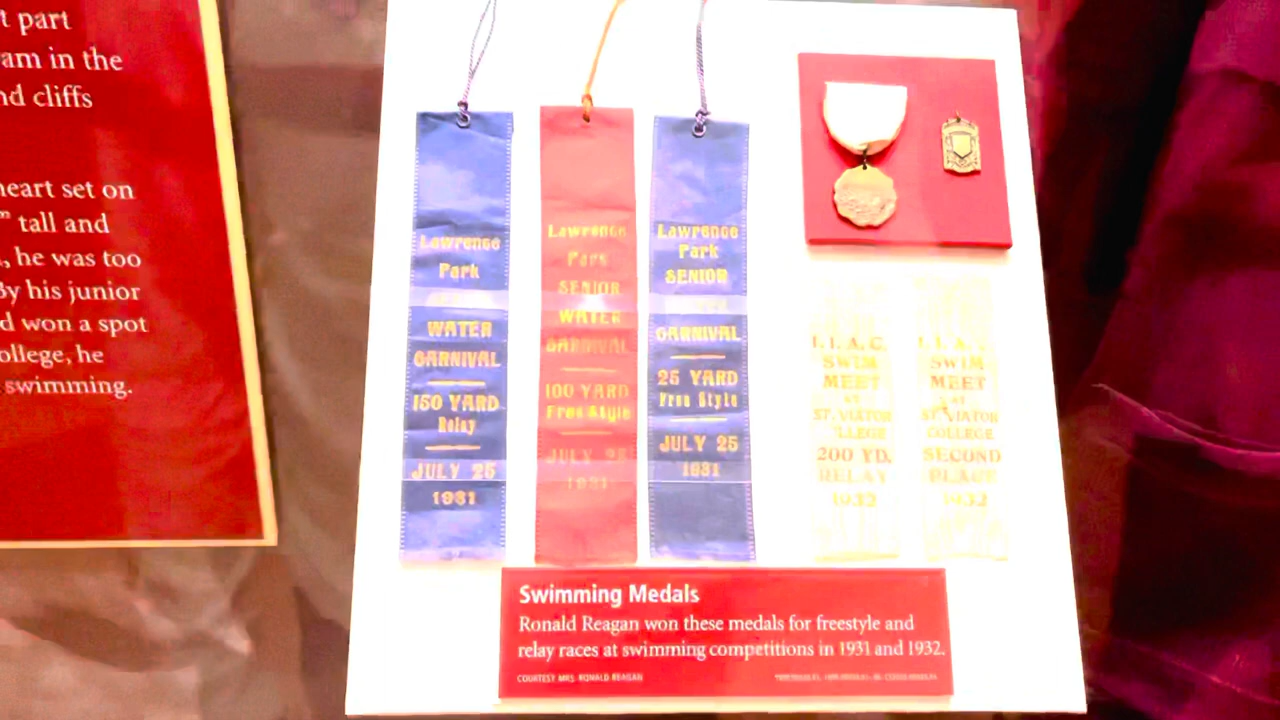 t part
am in the
nd cliffs
heart set on
" tall and
, he was too
By his junior
d won a spot
ollege, he
swimming.
Lawrence
Park
WATER
CARNIVAL
150 YARD
Relay
JULY 25
1931
Lawrence
Park
SENIOR
WATER
CARNIVAL
100 YARD
Free Style
JULY 25
1931
Lawrence
Park
SENIOR
CARNIVAL
25 YARD
Free Style
JULY 25
1931
I. I. A. C.
SWIM
MEET
AT
ST. VIATOR
LLEGE
200 YD.
RELAY
1932
I. I. A. C.
SWIM
MEET
AT
ST. VIATOR
COLLEGE
SECOND
PLACE
1932
Swimming Medals
Ronald Reagan won these medals for freestyle and
relay races at swimming competitions in 1931 and 1932.
COURTESY MRS. RONALD REAGAN